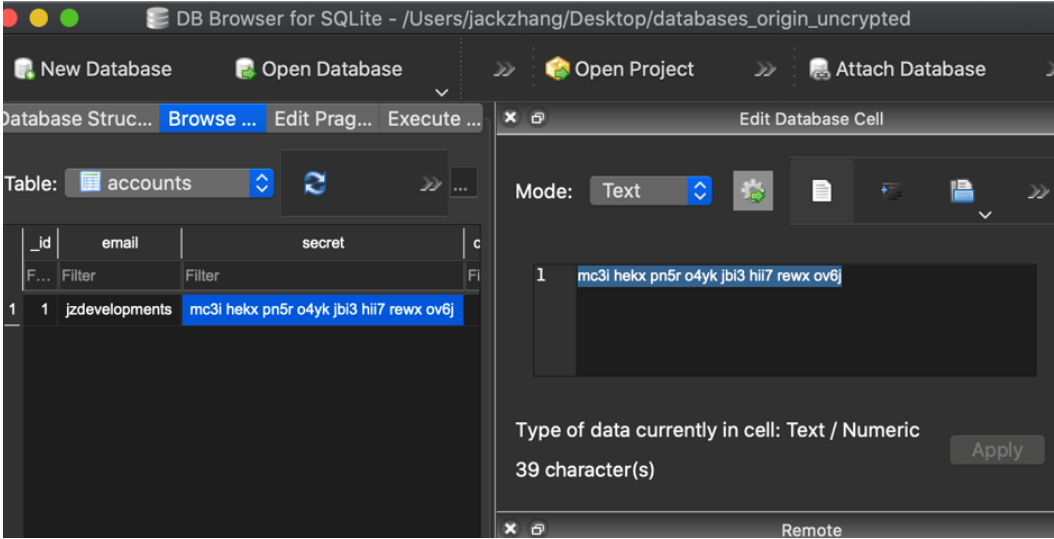 DB Browser for SQLite - /Users/jackzhang/Desktop/databases_origin_uncrypted
New Database Open Database Open Project Attach Database
Database Struc... Browse ... Edit Prag... Execute ...
Edit Database Cell
Table: accounts ...
Mode: Text
_id email secret c
F... Filter Filter Fi
1 1 jzdevelopments mc3i hekx pn5r o4yk jbi3 hii7 rewx ov6j
1 mc3i hekx pn5r o4yk jbi3 hii7 rewx ov6j
Type of data currently in cell: Text / Numeric
39 character(s)
Apply
Remote